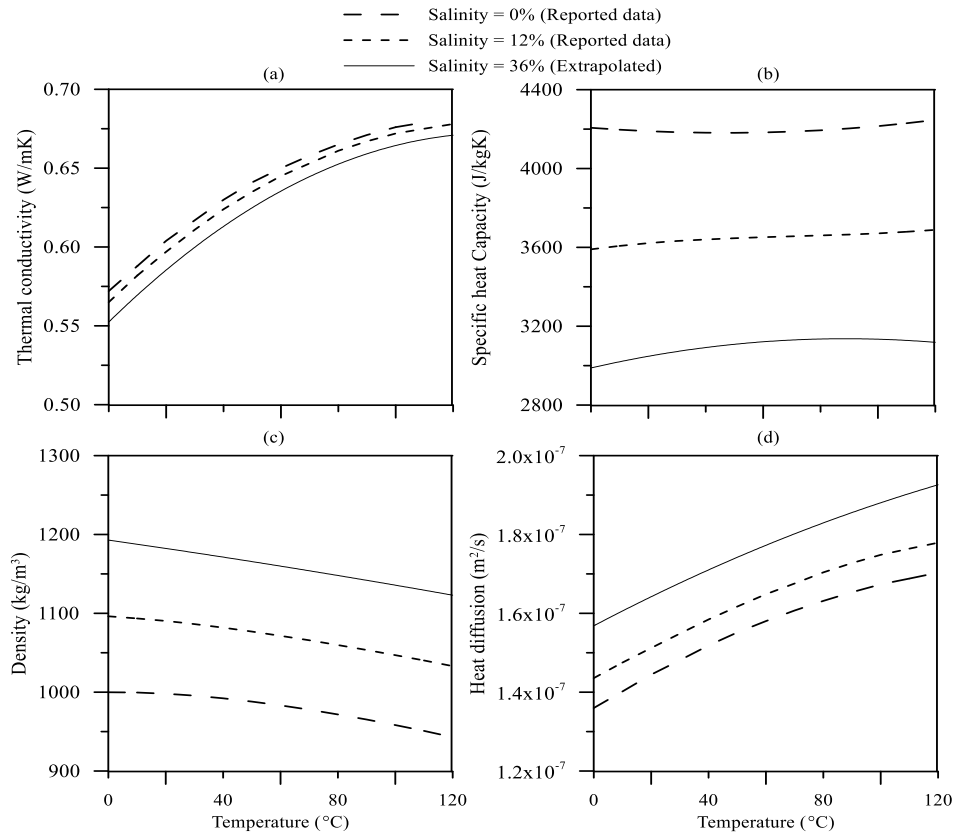 Salinity = 0% (Reported data)
Salinity = 12% (Reported data)
Salinity = 36% (Extrapolated)
(a)
(b)
0.70
0.65
0.60
0.55
0.50
Thermal conductivity (W/mK)
4400
4000
3600
3200
2800
Specific heat Capacity (J/kgK)
(c)
(d)
1300
1200
1100
1000
900
Density (kg/m³)
2.0x10⁻⁷
1.8x10⁻⁷
1.6x10⁻⁷
1.4x10⁻⁷
1.2x10⁻⁷
Heat diffusion (m²/s)
0 40 80 120
0 40 80 120
Temperature (°C)
Temperature (°C)